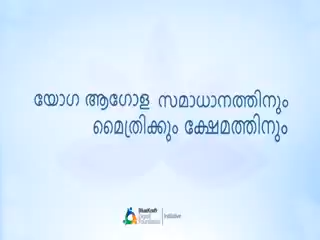 യോഗ ആഗോള സമാധാനത്തിനും
മൈത്രിക്കും ക്ഷേമത്തിനും
BlueKraft
Digital
Foundation
Initiative